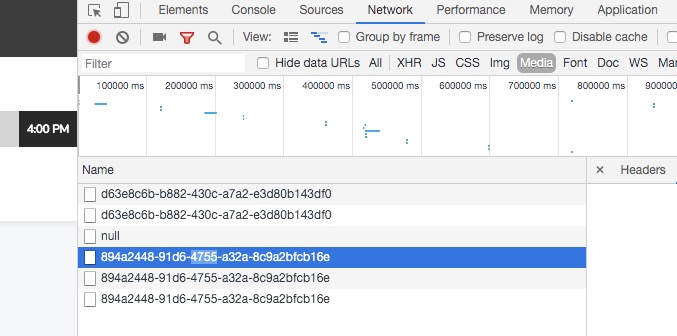 Elements Console Sources Network Performance Memory Application
View: Group by frame Preserve log Disable cache
Filter Hide data URLs All XHR JS CSS Img Media Font Doc WS
100000 ms 200000 ms 300000 ms 400000 ms 500000 ms 600000 ms 700000 ms 800000 ms
4:00 PM
Name × Headers
d63e8c6b-b882-430c-a7a2-e3d80b143df0
d63e8c6b-b882-430c-a7a2-e3d80b143df0
null
894a2448-91d6-4755-a32a-8c9a2bfcb16e
894a2448-91d6-4755-a32a-8c9a2bfcb16e
894a2448-91d6-4755-a32a-8c9a2bfcb16e